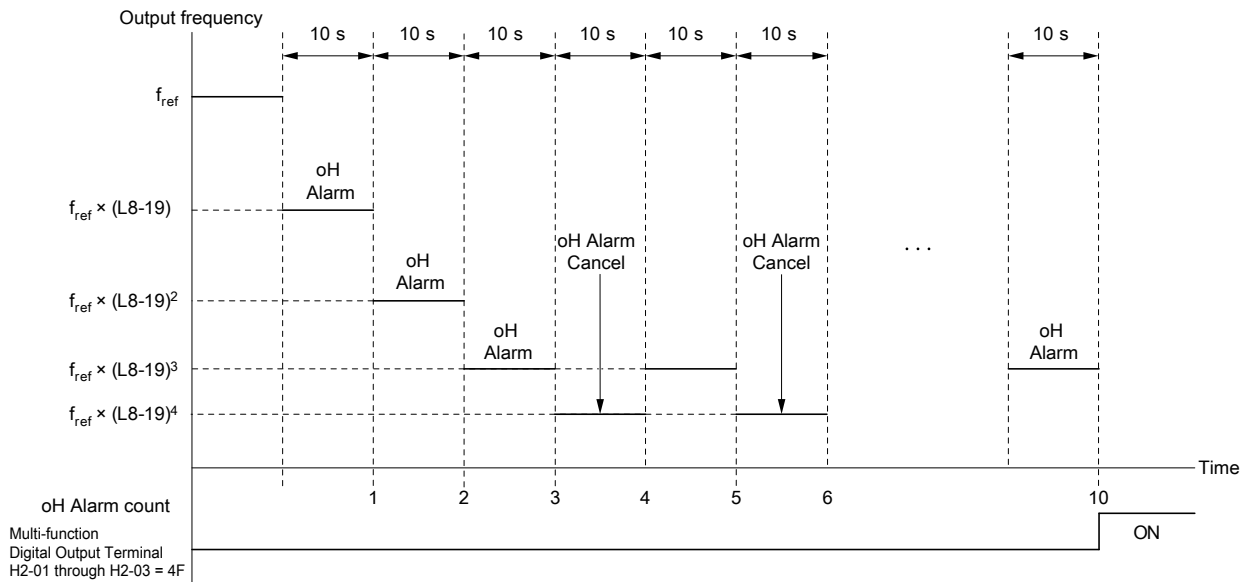 Output frequency
10 s 10 s 10 s 10 s 10 s 10 s 10 s
fref
oH
Alarm
fref × (L8-19)
oH Alarm
Cancel
oH Alarm
Cancel
. . .
oH
Alarm
fref × (L8-19)2
oH
Alarm
oH
Alarm
fref × (L8-19)3
fref × (L8-19)4
Time
oH Alarm count
1 2 3 4 5 6 10
Multi-function
Digital Output Terminal
H2-01 through H2-03 = 4F
ON